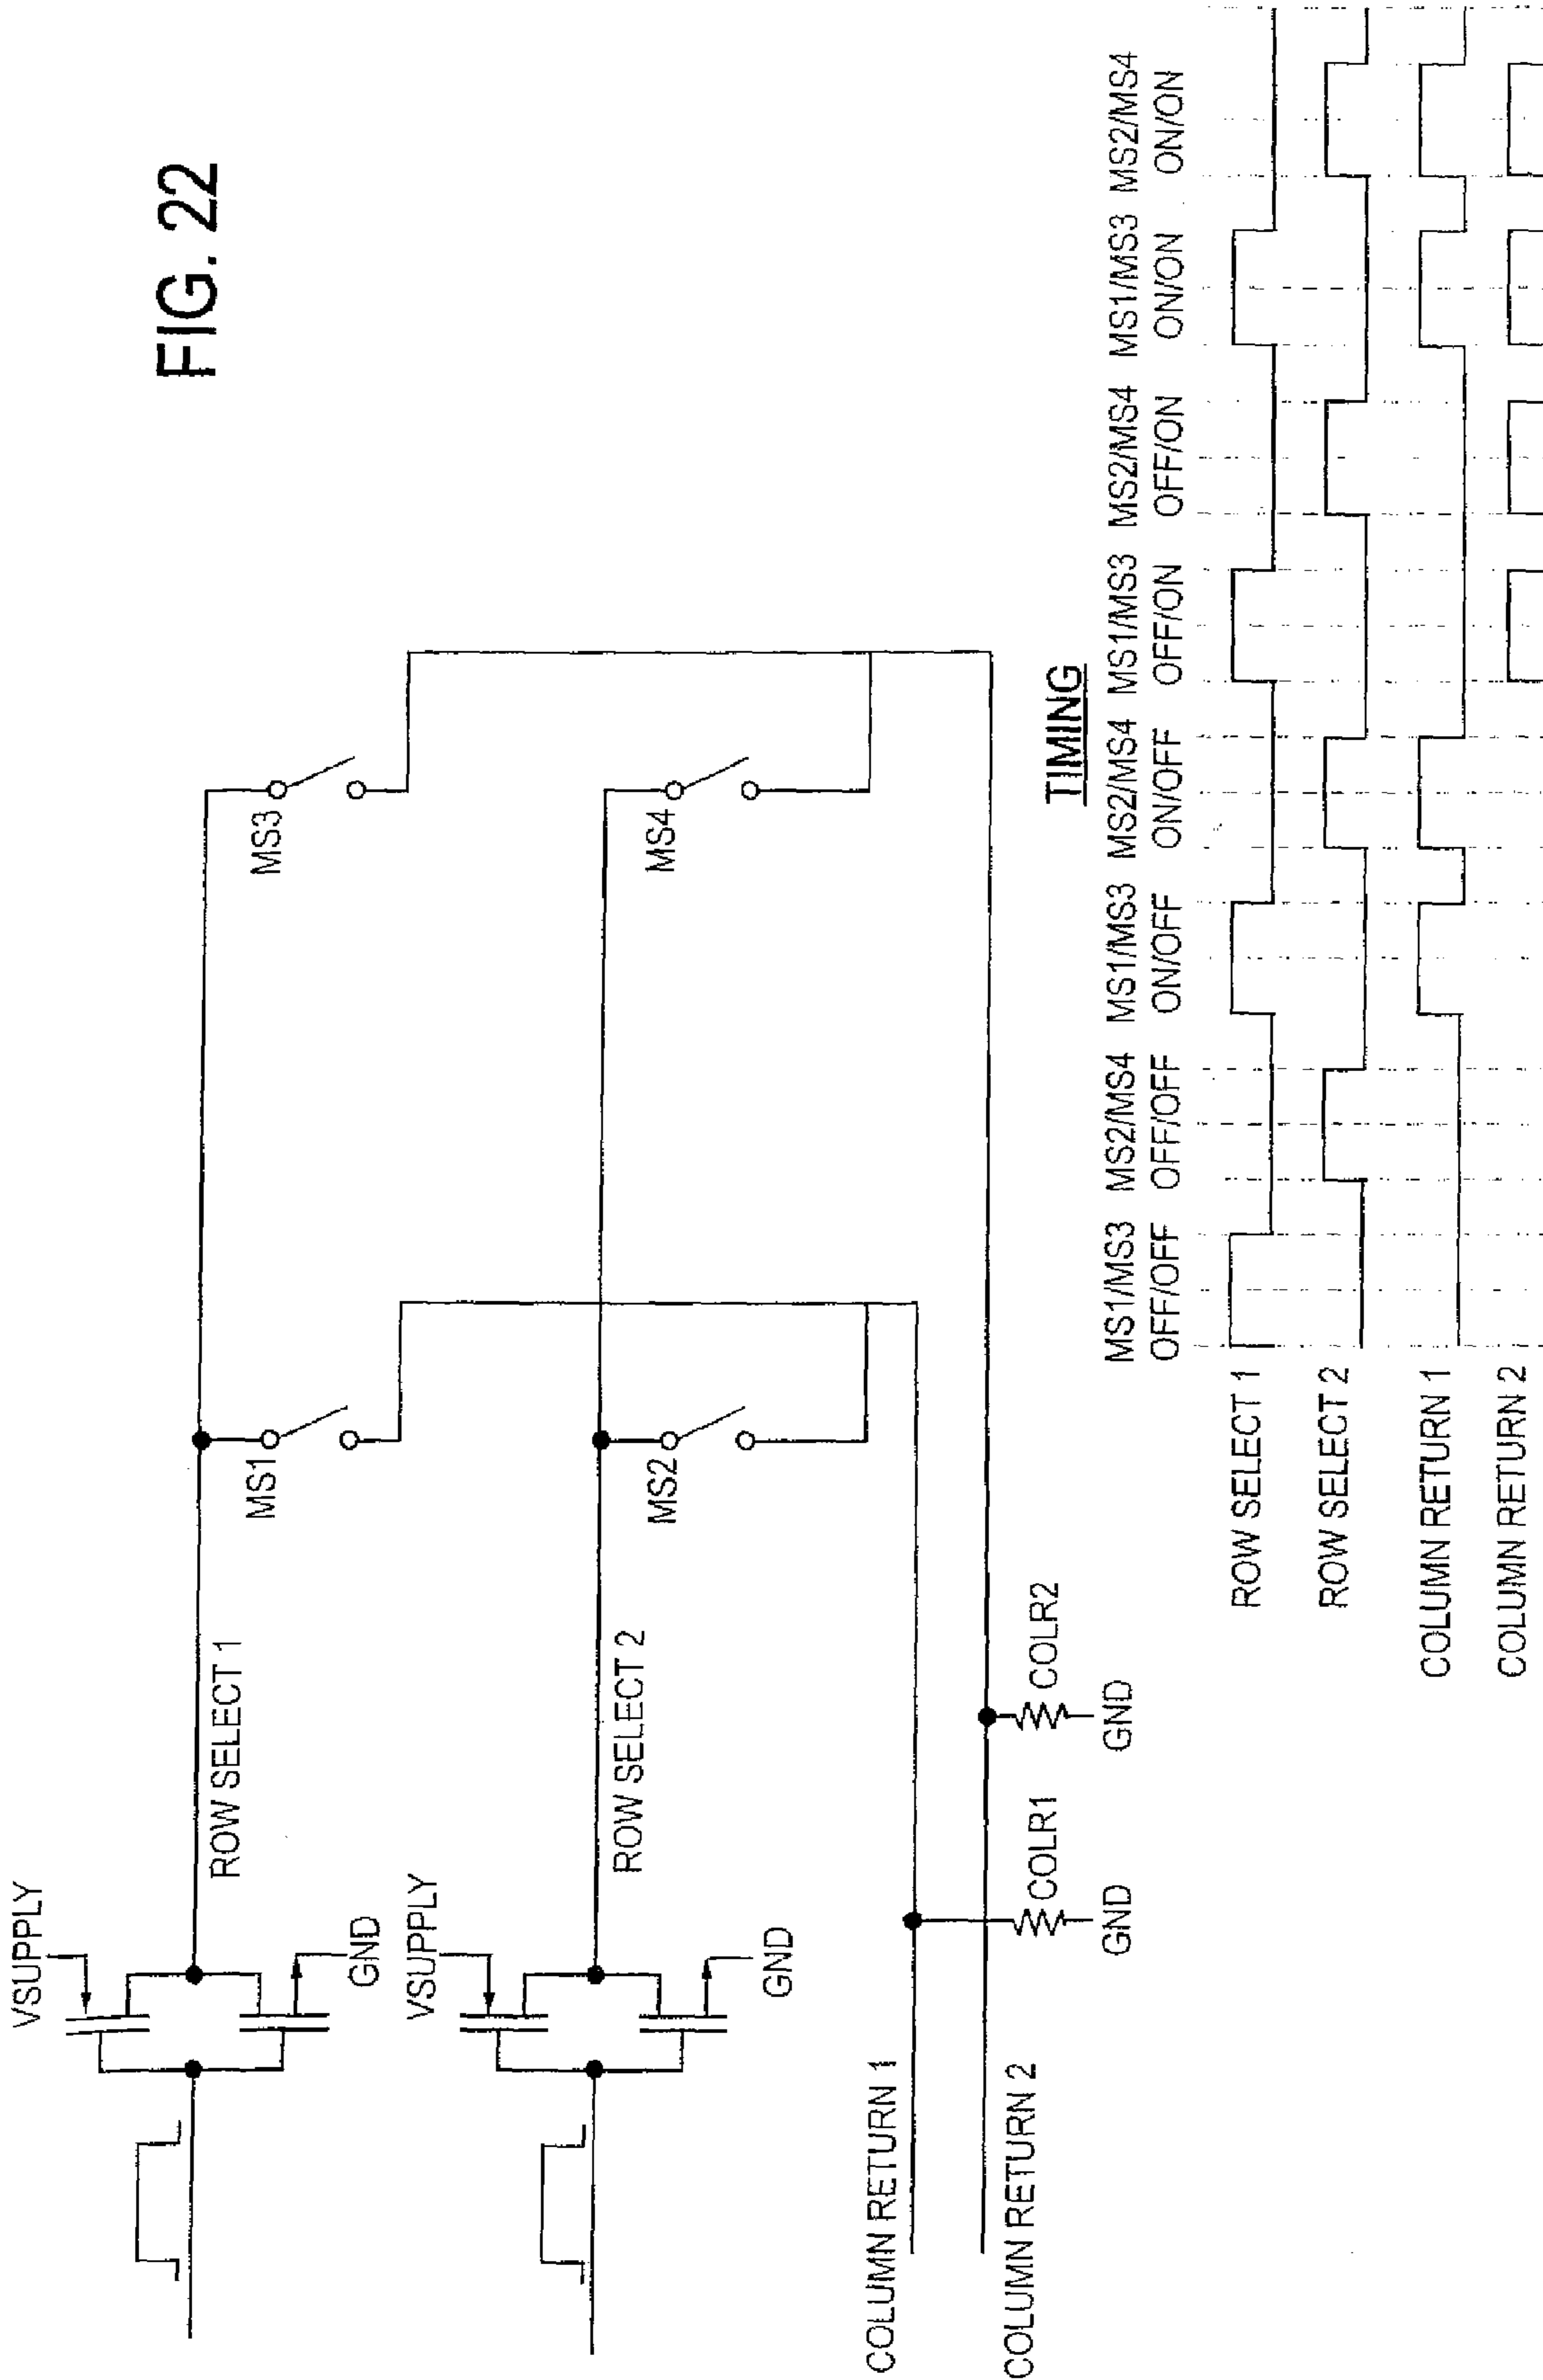 FIG. 22
VSUPPLY
GND
ROW SELECT 1
MS1
MS3
VSUPPLY
GND
ROW SELECT 2
MS2
MS4
COLUMN RETURN 1
COLUMN RETURN 2
COLR1
GND
COLR2
GND
TIMING
MS1/MS3 MS2/MS4 MS1/MS3 MS2/MS4 MS1/MS3 MS2/MS4 MS1/MS3 MS2/MS4
OFF/OFF OFF/OFF ON/OFF ON/OFF OFF/ON OFF/ON ON/ON ON/ON
ROW SELECT 1
ROW SELECT 2
COLUMN RETURN 1
COLUMN RETURN 2